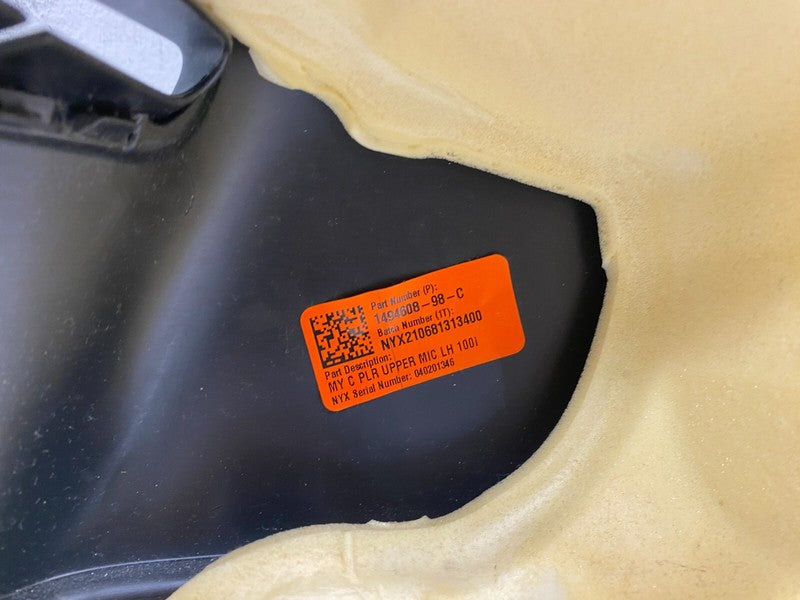 Part Number (P):
1494608-98-C
Batch Number (1T):
NYX210681313400
Part Description:
MY C PLR UPPER MIC LH 100I
NYX Serial Number: 040201346